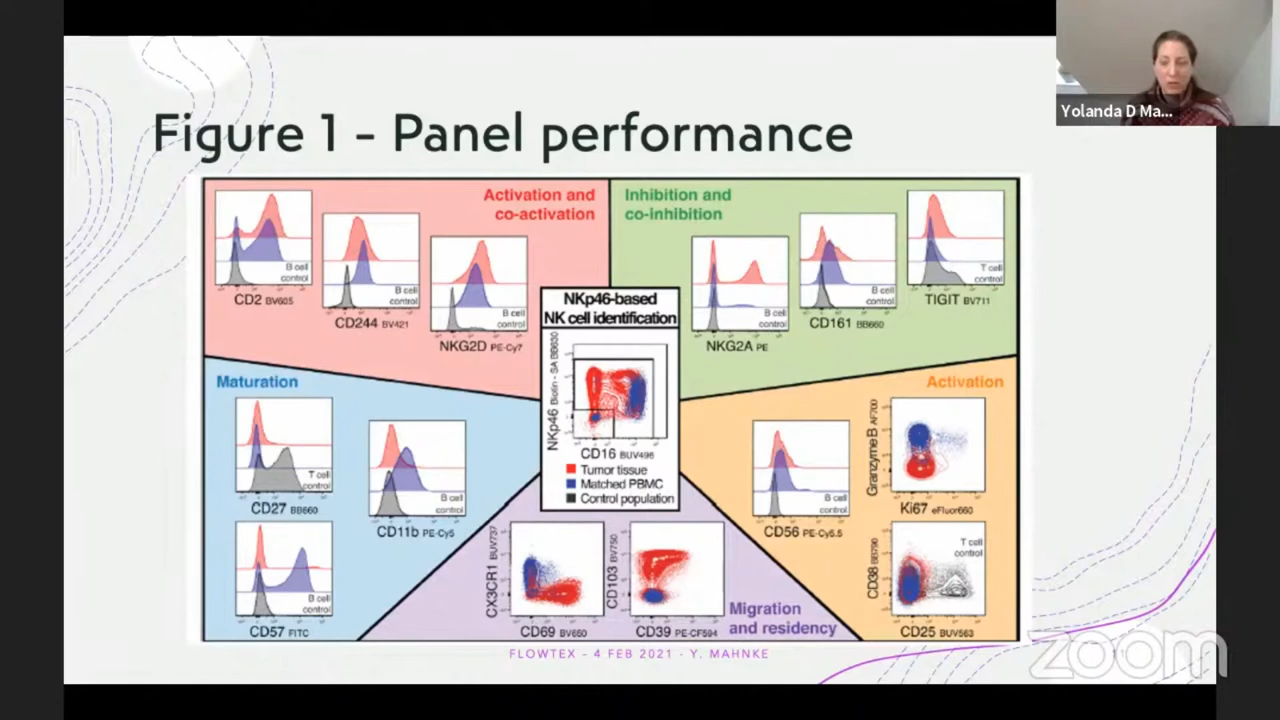 Yolanda D Ma...
Figure 1 - Panel performance
Activation and
co-activation
B cell
control
CD2 BV605
B cell
control
CD244 BV421
B cell
control
NKG2D PE-Cy7
Inhibition and
co-inhibition
B cell
control
NKG2A PE
B cell
control
CD161 BB660
T cell
control
TIGIT BV711
NKp46-based
NK cell identification
NKp46 Biotin - SA BB630
CD16 BUV496
Tumor tissue
Matched PBMC
Control population
Maturation
T cell
control
CD27 BB660
B cell
control
CD11b PE-Cy5
B cell
control
CD57 FITC
Activation
B cell
control
CD56 PE-Cy5.5
Granzyme B AF700
Ki67 eFluor660
CD38 BB790
T cell
control
CD25 BUV563
CX3CR1 BUV737
CD69 BV650
CD103 BV750
CD39 PE-CF594
Migration
and residency
FLOWTEX - 4 FEB 2021 - Y. MAHNKE
zoom